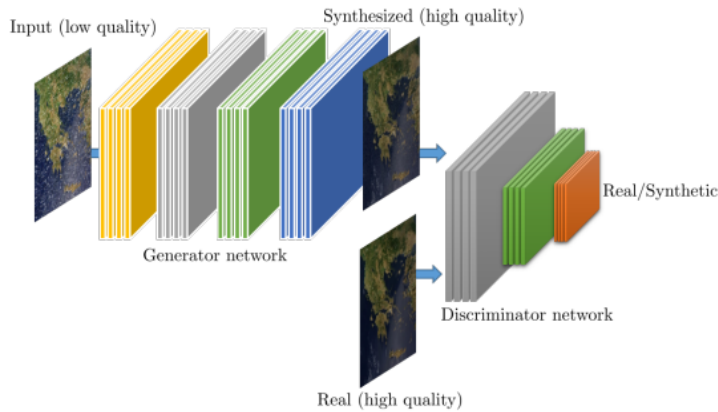 Input (low quality)
Synthesized (high quality)
Generator network
Real/Synthetic
Discriminator network
Real (high quality)